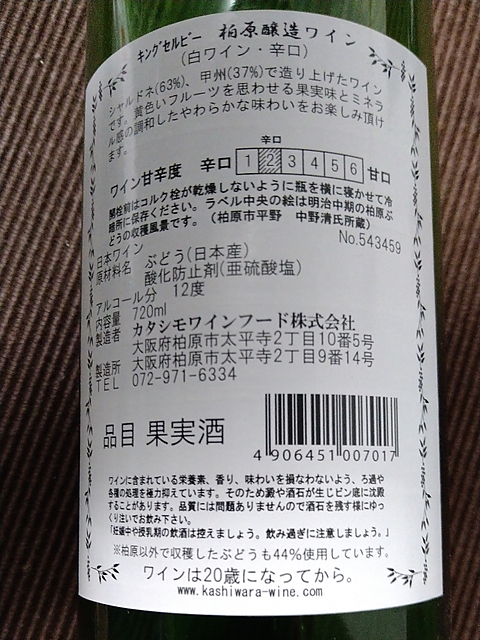 キングセルビー 柏原醸造ワイン
(白ワイン・辛口)
シャルドネ(63%)、甲州(37%)で造り上げたワイン
です。黄色いフルーツを思わせる果実味とミネラ
ル感の調和したやわらかな味わいをお楽しみ頂け
ます。
辛口
ワイン甘辛度 辛口 1 2 3 4 5 6 甘口
開栓前はコルク栓が乾燥しないように瓶を横に寝かせて冷
暗所に保存ください。ラベル中央の絵は明治中期の柏原ぶ
どうの収穫風景です。(柏原市平野 中野清氏所蔵)
No.543459
日本ワイン
原材料名 ぶどう(日本産)
酸化防止剤(亜硫酸塩)
アルコール分 12度
内容量 720ml
製造者 カタシモワインフード株式会社
大阪府柏原市太平寺2丁目10番5号
製造所 大阪府柏原市太平寺2丁目9番14号
TEL 072-971-6334
品目 果実酒
4 906451 007017
ワインに含まれている栄養素、香り、味わいを損なわないよう、ろ過や
各種の処理を極力抑えています。そのため澱や酒石が生じビン底に沈殿
することがあります。品質には問題ありませんので酒石を残す様にゆっ
くり注いでお飲み下さい。
「妊娠中や授乳期の飲酒は控えましょう。飲み過ぎに注意しましょう。」
※柏原以外で収穫したぶどうも44%使用しています。
ワインは20歳になってから。
www.kashiwara-wine.com